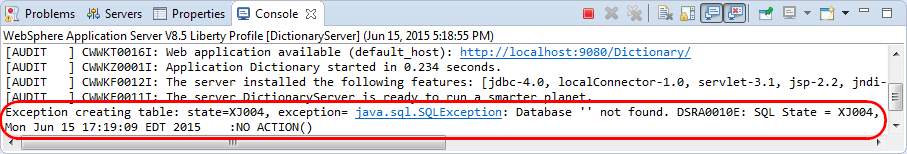 Problems Servers Properties Console
WebSphere Application Server V8.5 Liberty Profile [DictionaryServer] (Jun 15, 2015 5:18:55 PM)
[AUDIT   ] CWWKT0016I: Web application available (default_host): http://localhost:9080/Dictionary/
[AUDIT   ] CWWKZ0001I: Application Dictionary started in 0.234 seconds.
[AUDIT   ] CWWKF0012I: The server installed the following features: [jdbc-4.0, localConnector-1.0, servlet-3.1, jsp-2.2, jndi-
[AUDIT   ] CWWKF0011I: The server DictionaryServer is ready to run a smarter planet.
Exception creating table: state=XJ004, exception= java.sql.SQLException: Database '' not found. DSRA0010E: SQL State = XJ004,
Mon Jun 15 17:19:09 EDT 2015    :NO ACTION()